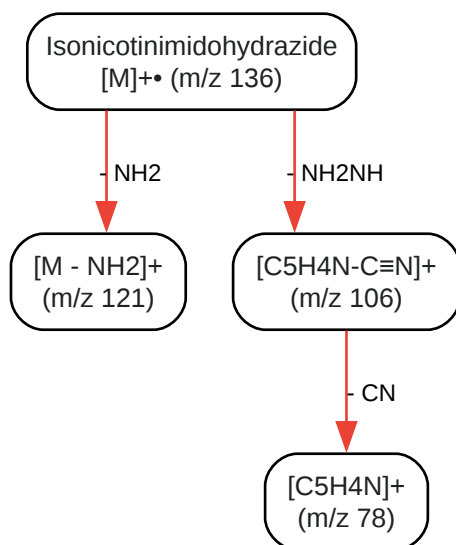 Isonicotinimidohydrazide
[M]+• (m/z 136)
- NH2
- NH2NH
[M - NH2]+
(m/z 121)
[C5H4N-C≡N]+
(m/z 106)
- CN
[C5H4N]+
(m/z 78)